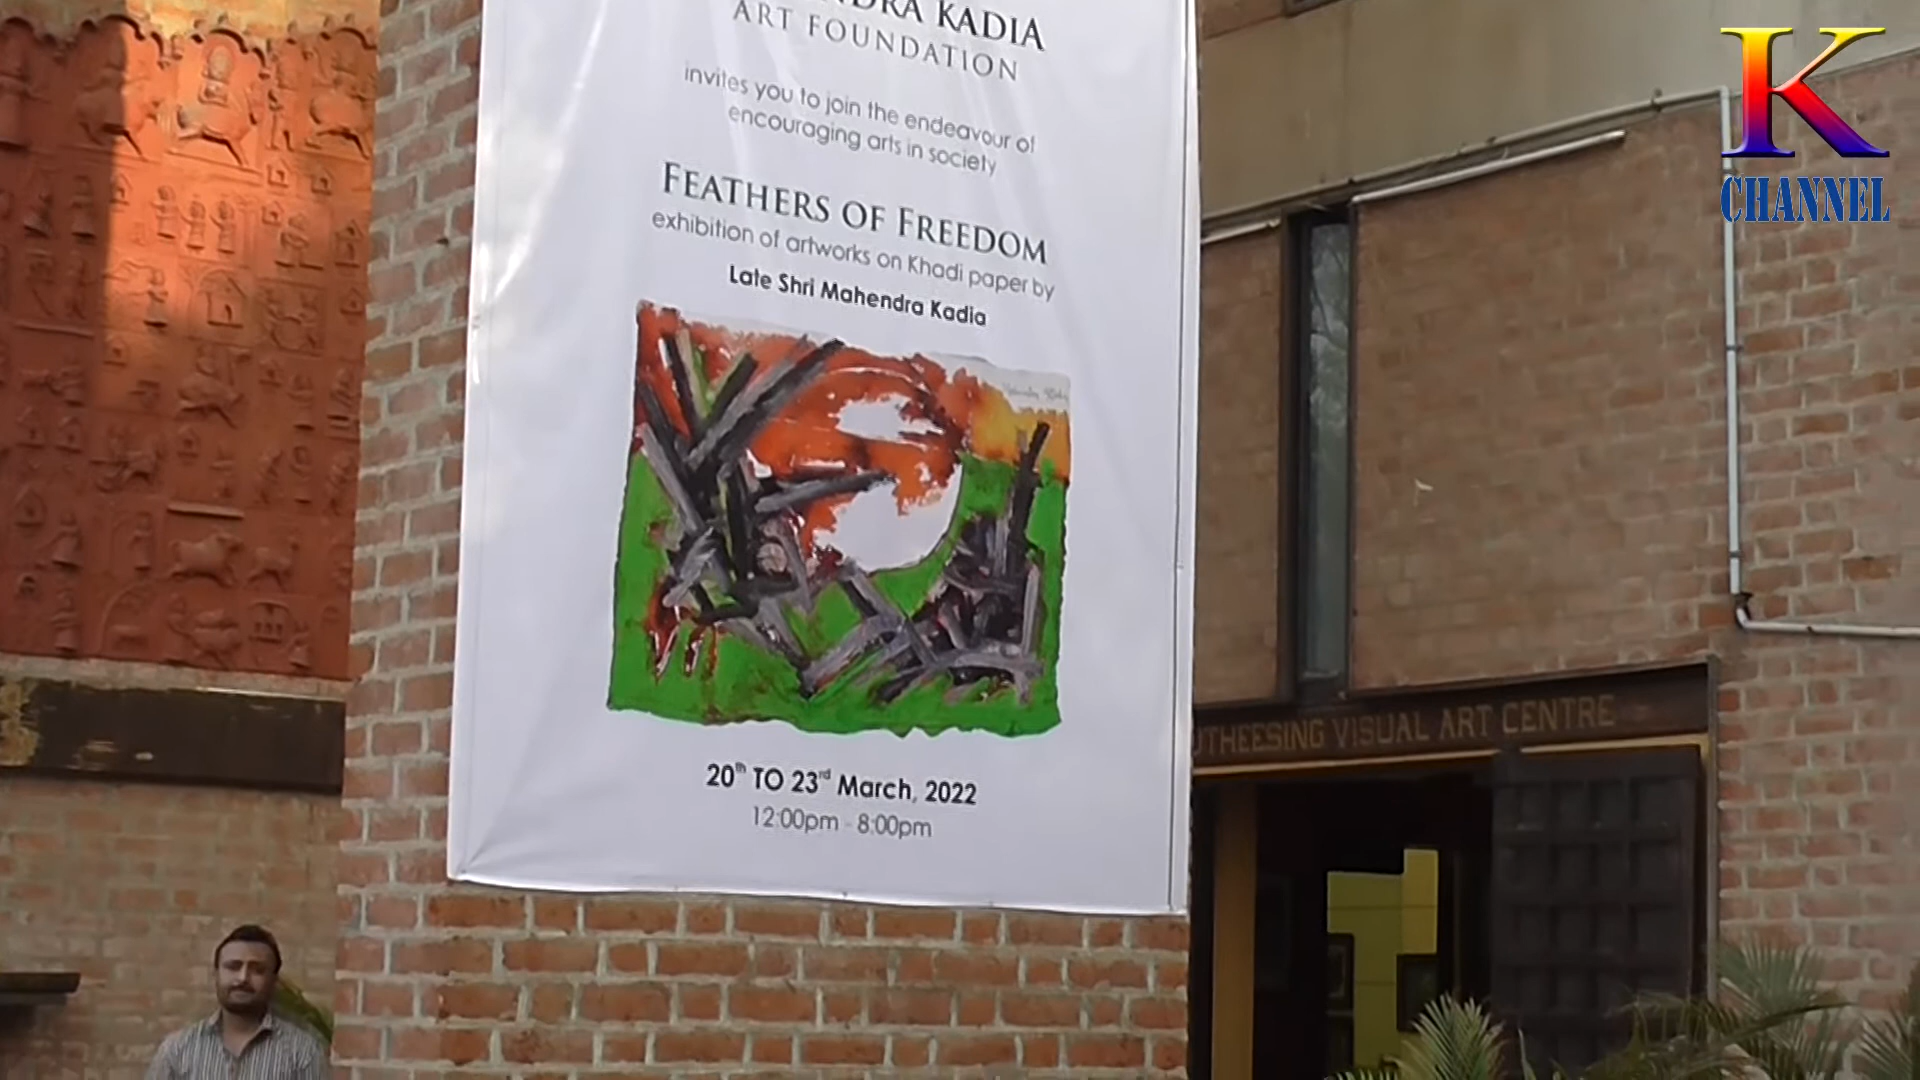 KADIA
ART FOUNDATION
invites you to join the endeavour of
encouraging arts in society
FEATHERS OF FREEDOM
exhibition of artworks on Khadi paper by
Late Shri Mahendra Kadia
20th TO 23rd March, 2022
12:00pm - 8:00pm
VISUAL ART CENTRE
K
CHANNEL